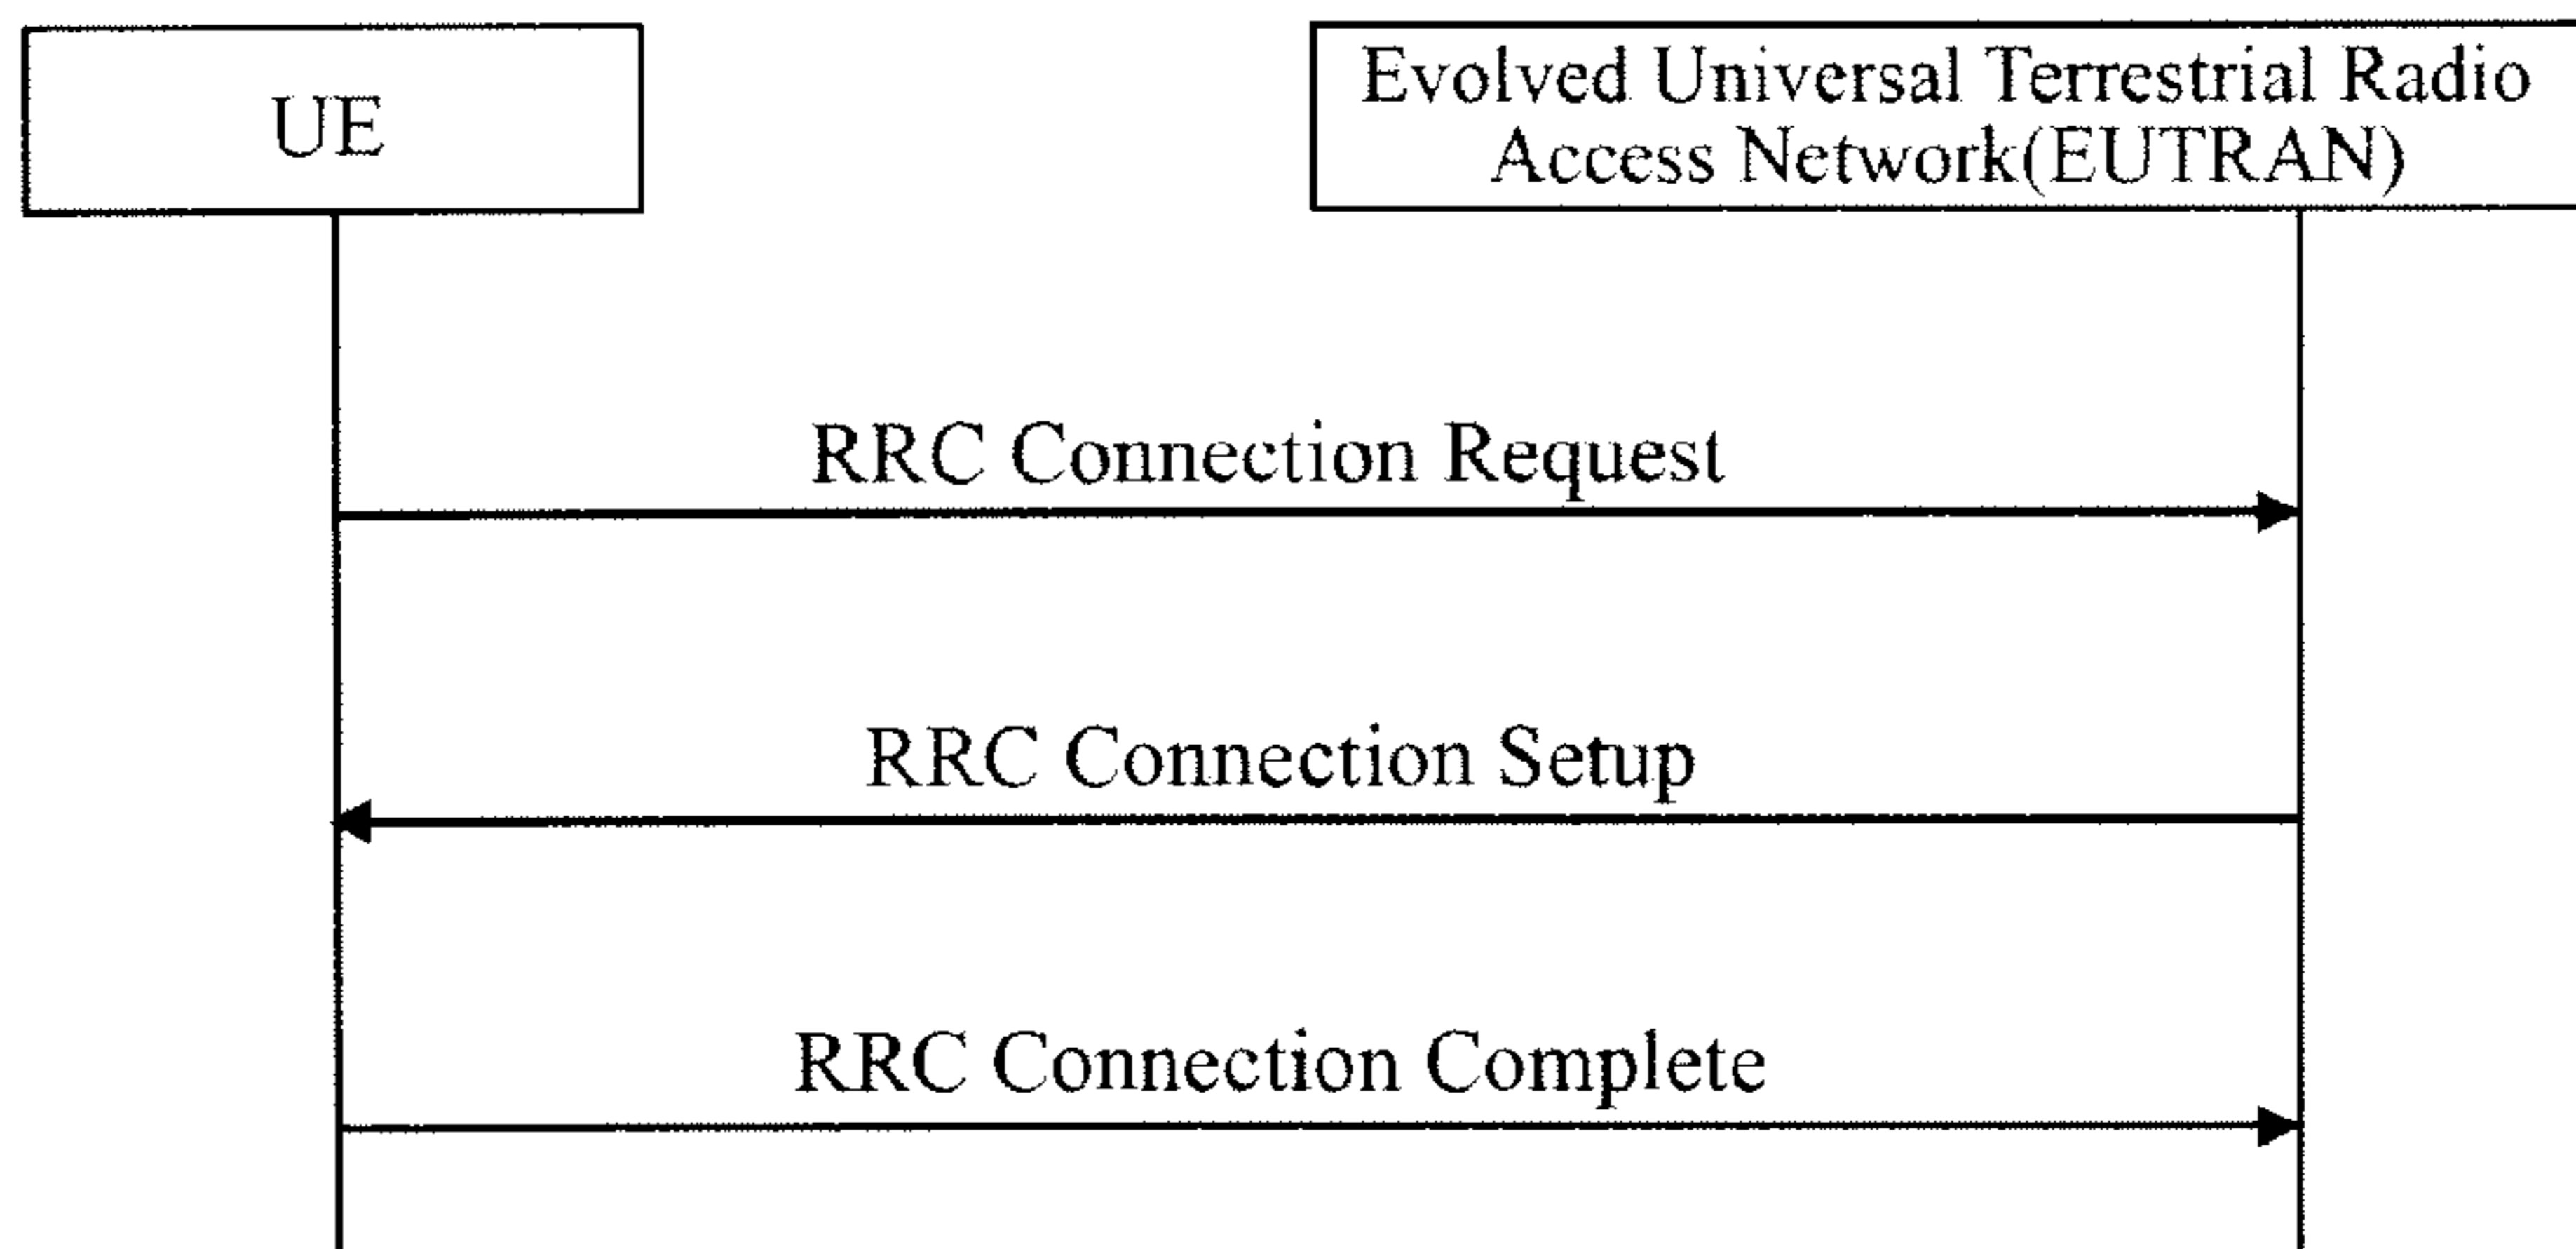 UE
Evolved Universal Terrestrial Radio
Access Network(EUTRAN)
RRC Connection Request
RRC Connection Setup
RRC Connection Complete